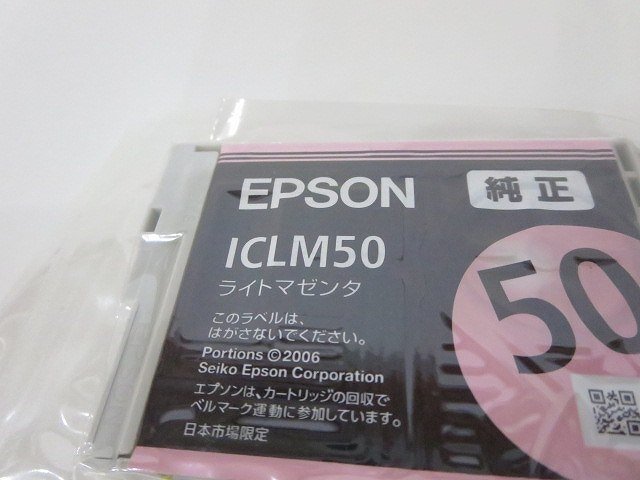 EPSON
純正
ICLM50
ライトマゼンタ
50
このラベルは、
はがさないでください。
Portions ©2006
Seiko Epson Corporation
エプソンは、カートリッジの回収で
ベルマーク運動に参加しています。
日本市場限定